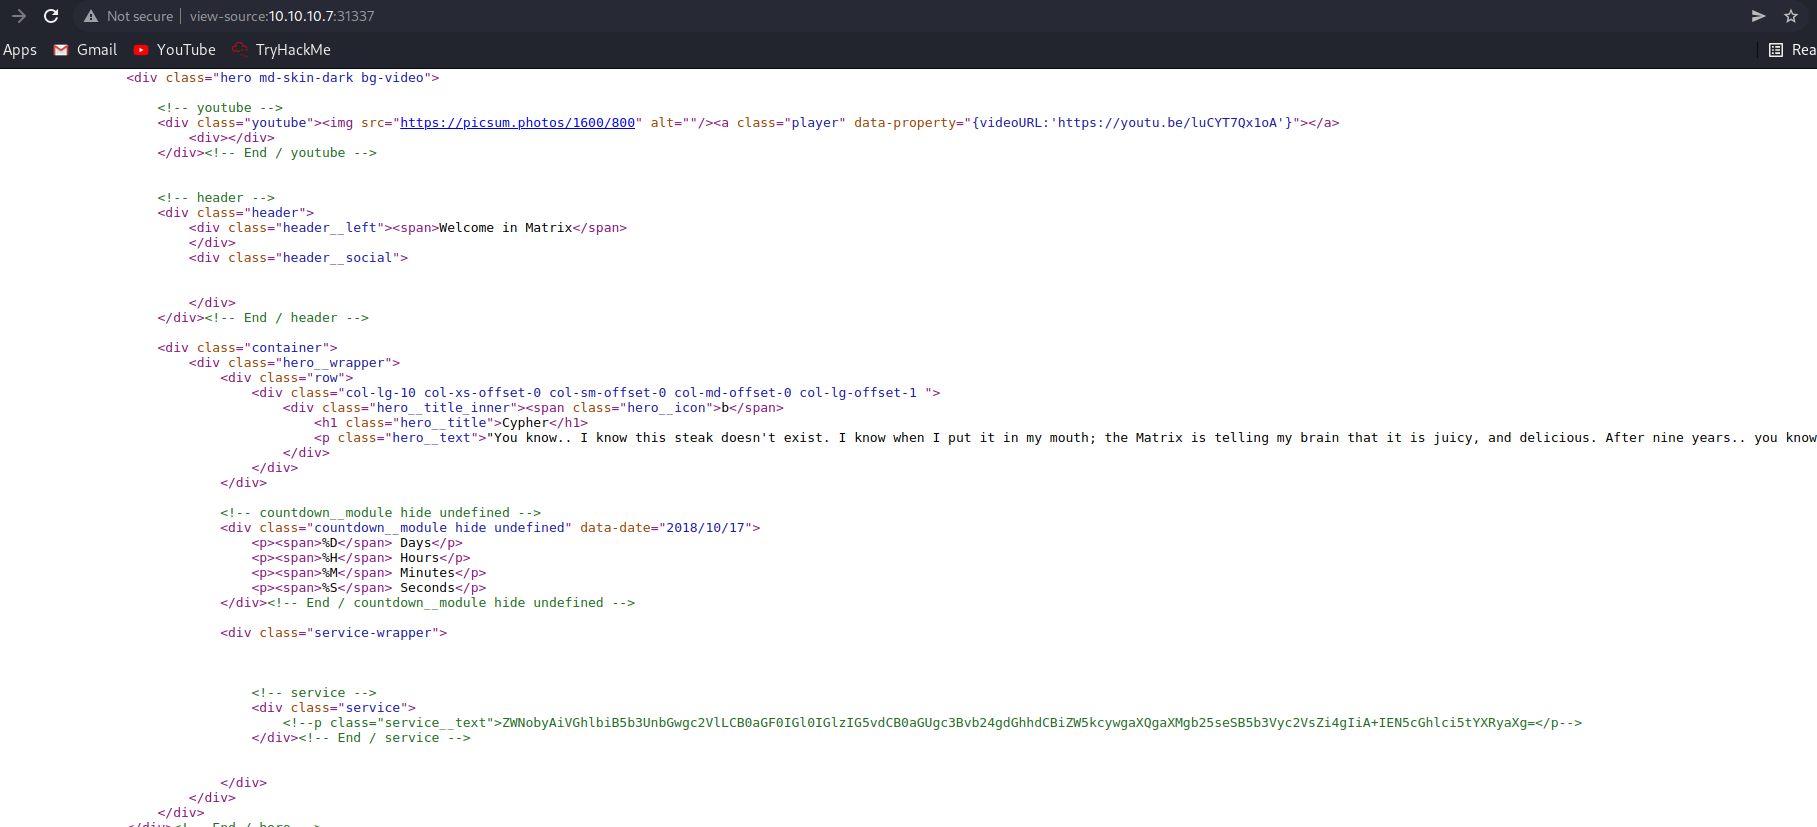 Not secure | view-source:10.10.10.7:31337
Apps Gmail YouTube TryHackMe Rea
<div class="hero md-skin-dark bg-video">
<!-- youtube -->
<div class="youtube"><img src="https://picsum.photos/1600/800" alt=""/><a class="player" data-property="{videoURL:'https://youtu.be/luCYT7Qx1oA'}"></a>
<div></div>
</div><!-- End / youtube -->
<!-- header -->
<div class="header">
<div class="header__left"><span>Welcome in Matrix</span>
</div>
<div class="header__social">
</div>
</div><!-- End / header -->
<div class="container">
<div class="hero__wrapper">
<div class="row">
<div class="col-lg-10 col-xs-offset-0 col-sm-offset-0 col-md-offset-0 col-lg-offset-1 ">
<div class="hero__title_inner"><span class="hero__icon">b</span>
<h1 class="hero__title">Cypher</h1>
<p class="hero__text">"You know.. I know this steak doesn't exist. I know when I put it in my mouth; the Matrix is telling my brain that it is juicy, and delicious. After nine years.. you know
</div>
</div>
</div>
<!-- countdown__module hide undefined -->
<div class="countdown__module hide undefined" data-date="2018/10/17">
<p><span>%D</span> Days</p>
<p><span>%H</span> Hours</p>
<p><span>%M</span> Minutes</p>
<p><span>%S</span> Seconds</p>
</div><!-- End / countdown__module hide undefined -->
<div class="service-wrapper">
<!-- service -->
<div class="service">
<!--p class="service__text">ZWNobyAiVGhlbiB5b3UnbGwgc2VlLCB0aGF0IGl0IGlzIG5vdCB0aGUgc3Bvb24gdGhhdCBiZW5kcywgaXQgaXMgb25seSB5b3Vyc2VsZi4gIiA+IEN5cGhlci5tYXRyaXg=</p-->
</div><!-- End / service -->
</div>
</div>
</div>
</div><!-- End / hero -->